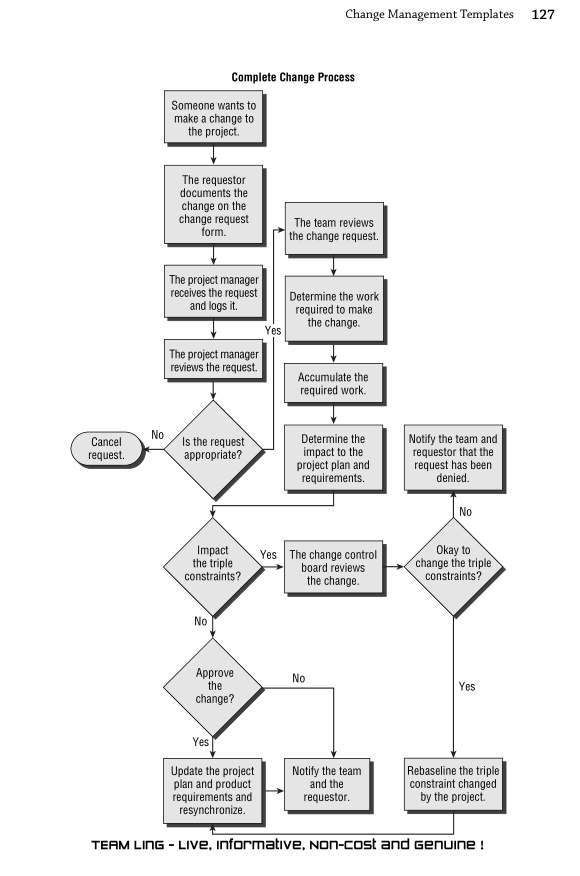 Change Management Templates 127
Complete Change Process
Someone wants to
make a change to
the project.
The requestor
documents the
change on the
change request
form.
The project manager
receives the request
and logs it.
The project manager
reviews the request.
Is the request
appropriate?
No
Cancel
request.
Yes
The team reviews
the change request.
Determine the work
required to make
the change.
Accumulate the
required work.
Determine the
impact to the
project plan and
requirements.
Impact
the triple
constraints?
Yes
The change control
board reviews
the change.
Okay to
change the triple
constraints?
No
Notify the team and
requestor that the
request has been
denied.
Yes
Rebaseline the triple
constraint changed
by the project.
No
Approve
the
change?
No
Notify the team
and the
requestor.
Yes
Update the project
plan and product
requirements and
resynchronize.
TEAM LING - Live, Informative, Non-cost and Genuine !